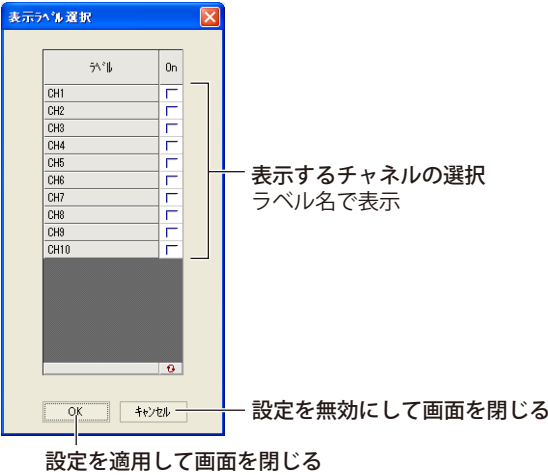 表示ﾗﾍﾞﾙ選択
ﾗﾍﾞﾙ On
CH1
CH2
CH3
CH4
CH5
CH6
CH7
CH8
CH9
CH10
表示するチャネルの選択
ラベル名で表示
OK ｷｬﾝｾﾙ
設定を無効にして画面を閉じる
設定を適用して画面を閉じる